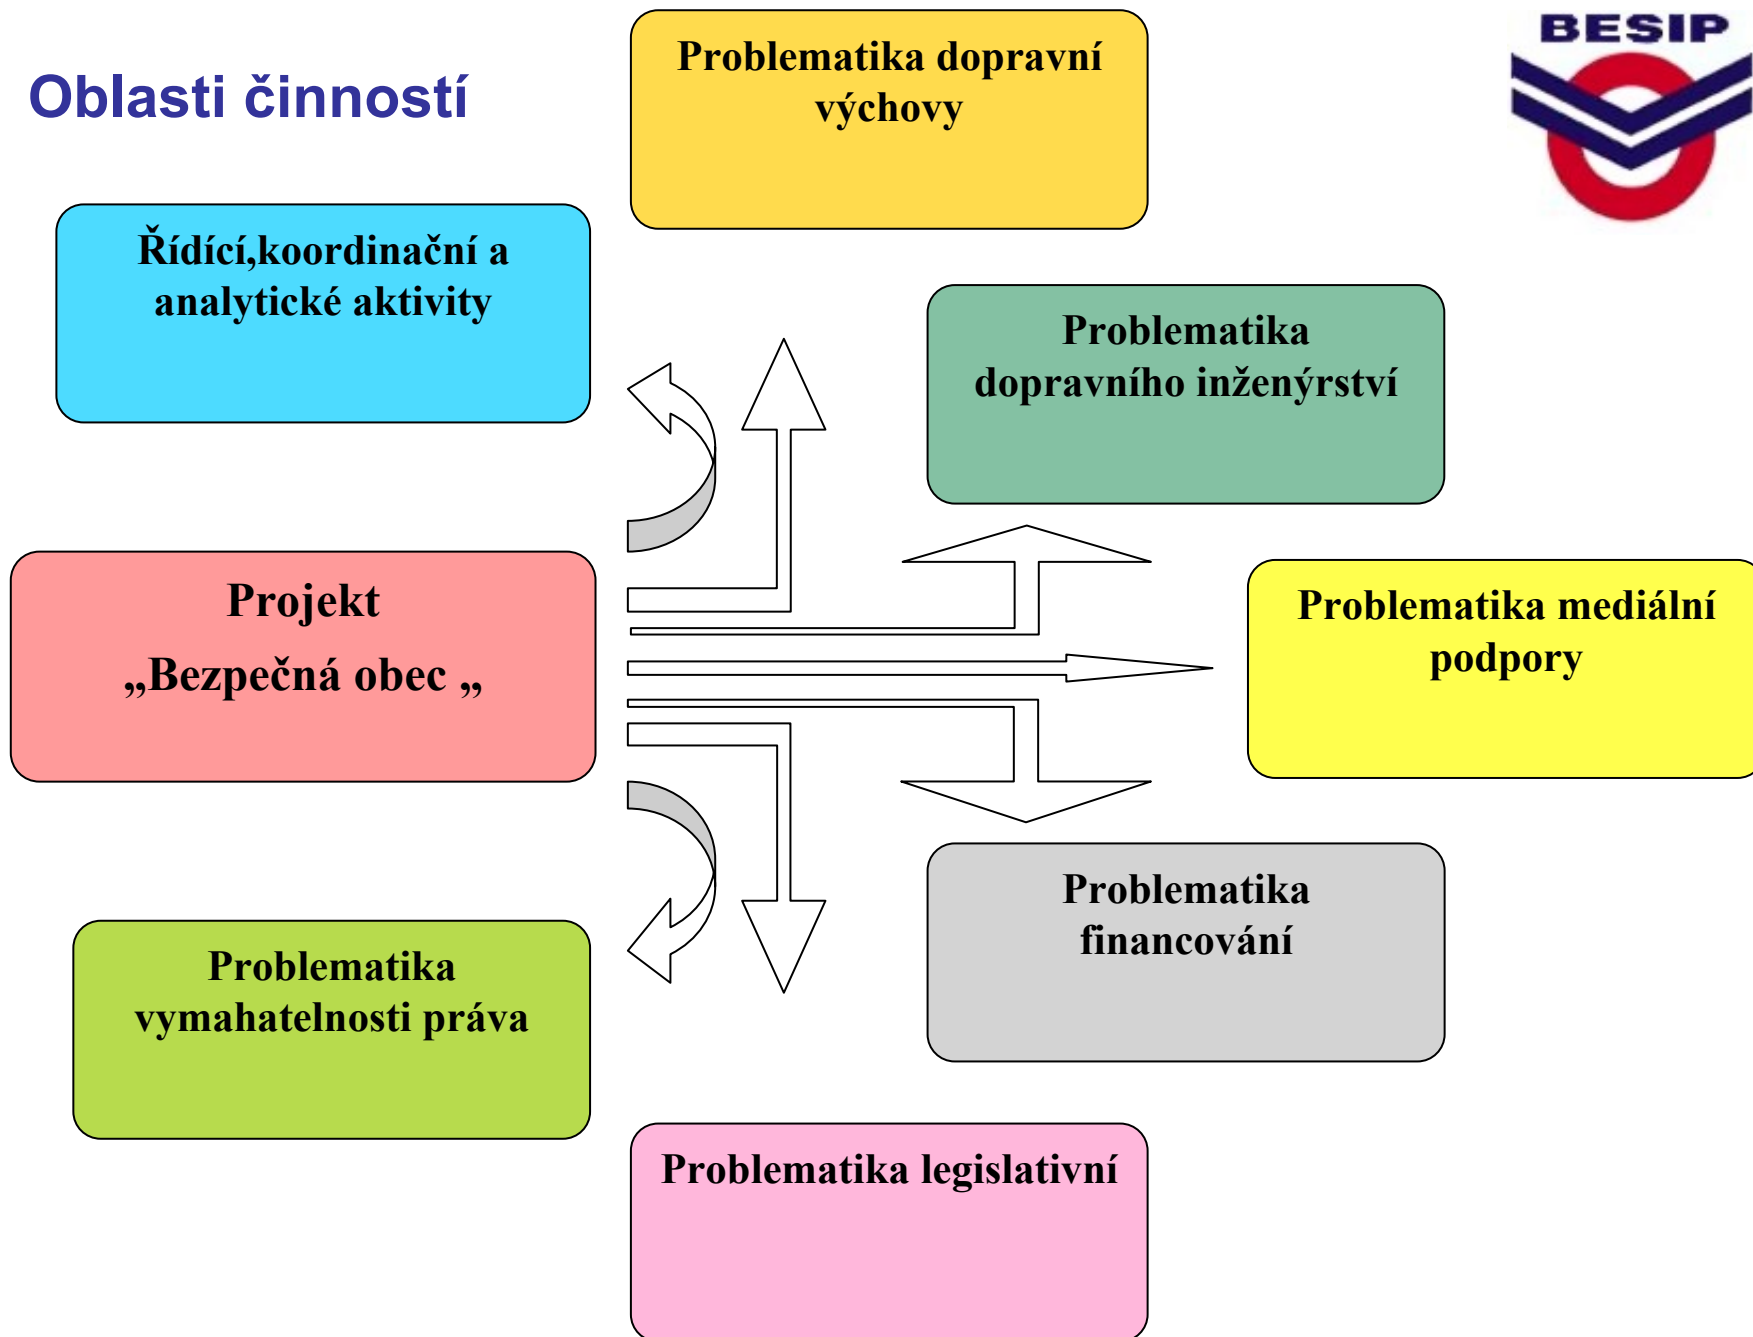 BESIP
Oblasti činností
Problematika dopravní
výchovy
Řídící,koordinační a
analytické aktivity
Problematika
dopravního inženýrství
Projekt
„Bezpečná obec „
Problematika mediální
podpory
Problematika
financování
Problematika
vymahatelnosti práva
Problematika legislativní